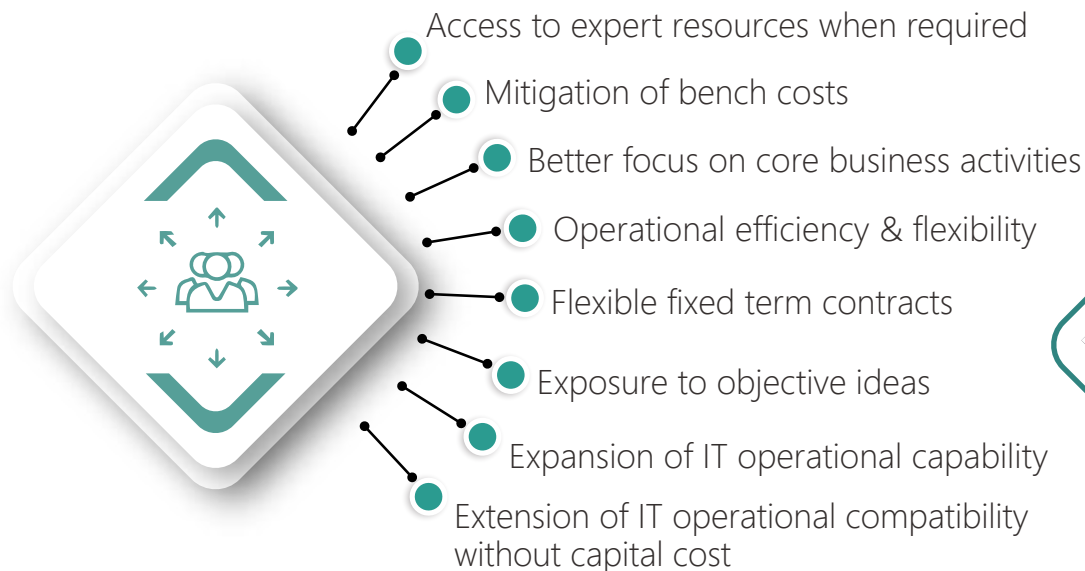 Access to expert resources when required
Mitigation of bench costs
Better focus on core business activities
Operational efficiency & flexibility
Flexible fixed term contracts
Exposure to objective ideas
Expansion of IT operational capability
Extension of IT operational compatibility
without capital cost